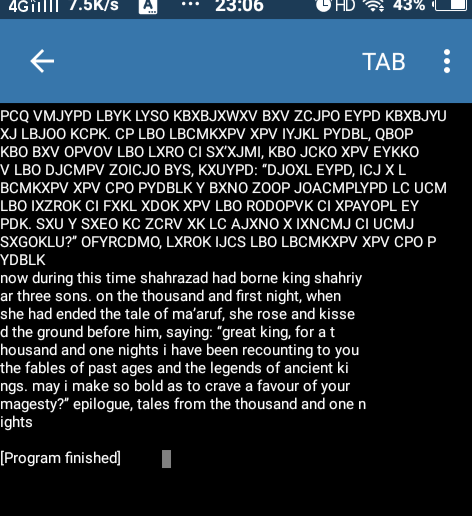 4G 7.5K/s A ... 23:06 HD 43%
TAB
PCQ VMJYPD LBYK LYSO KBXBJXWXV BXV ZCJPO EYPD KBXBJYU
XJ LBJOO KCPK. CP LBO LBCMKXPV XPV IYJKL PYDBL, QBOP
KBO BXV OPVOV LBO LXRO CI SX’XJMI, KBO JCKO XPV EYKKO
V LBO DJCMPV ZOICJO BYS, KXUYPD: “DJOXL EYPD, ICJ X L
BCMKXPV XPV CPO PYDBLK Y BXNO ZOOP JOACMPLYPD LC UCM
LBO IXZROK CI FXKL XDOK XPV LBO RODOPVK CI XPAYOPL EY
PDK. SXU Y SXEO KC ZCRV XK LC AJXNO X IXNCMJ CI UCMJ
SXGOKLU?” OFYRCDMO, LXROK IJCS LBO LBCMKXPV XPV CPO P
YDBLK
now during this time shahrazad had borne king shahriy
ar three sons. on the thousand and first night, when
she had ended the tale of ma’aruf, she rose and kisse
d the ground before him, saying: “great king, for a t
housand and one nights i have been recounting to you
the fables of past ages and the legends of ancient ki
ngs. may i make so bold as to crave a favour of your
magesty?” epilogue, tales from the thousand and one n
ights
[Program finished]